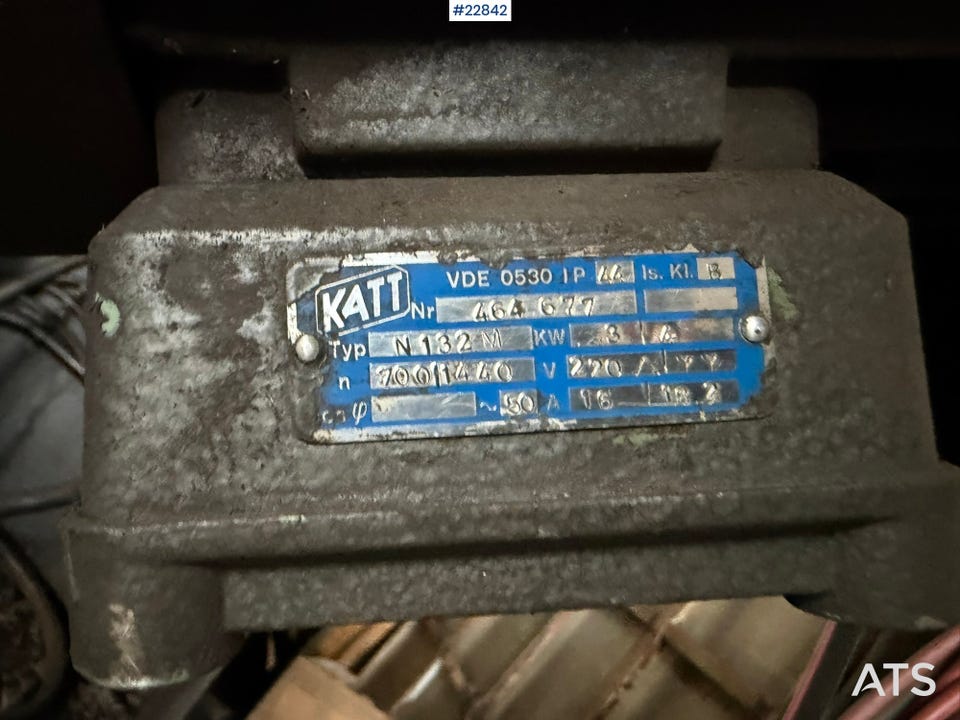 #22842
KATT
VDE 0530 IP 44 Is. Kl. B
Nr 464 677
Typ N 132 M KW 3 4
n 700 1440 V 220 Δ YY
φ ~ 50 A 16
ATS